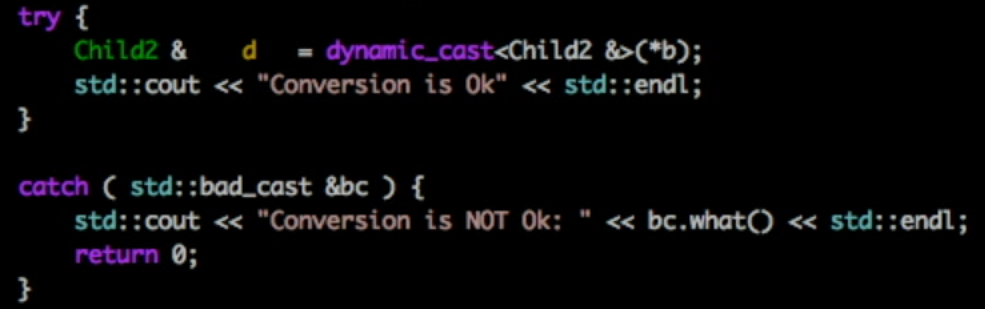 try {
    Child2 &    d   = dynamic_cast<Child2 &>(*b);
    std::cout << "Conversion is Ok" << std::endl;
}

catch ( std::bad_cast &bc ) {
    std::cout << "Conversion is NOT Ok: " << bc.what() << std::endl;
    return 0;
}